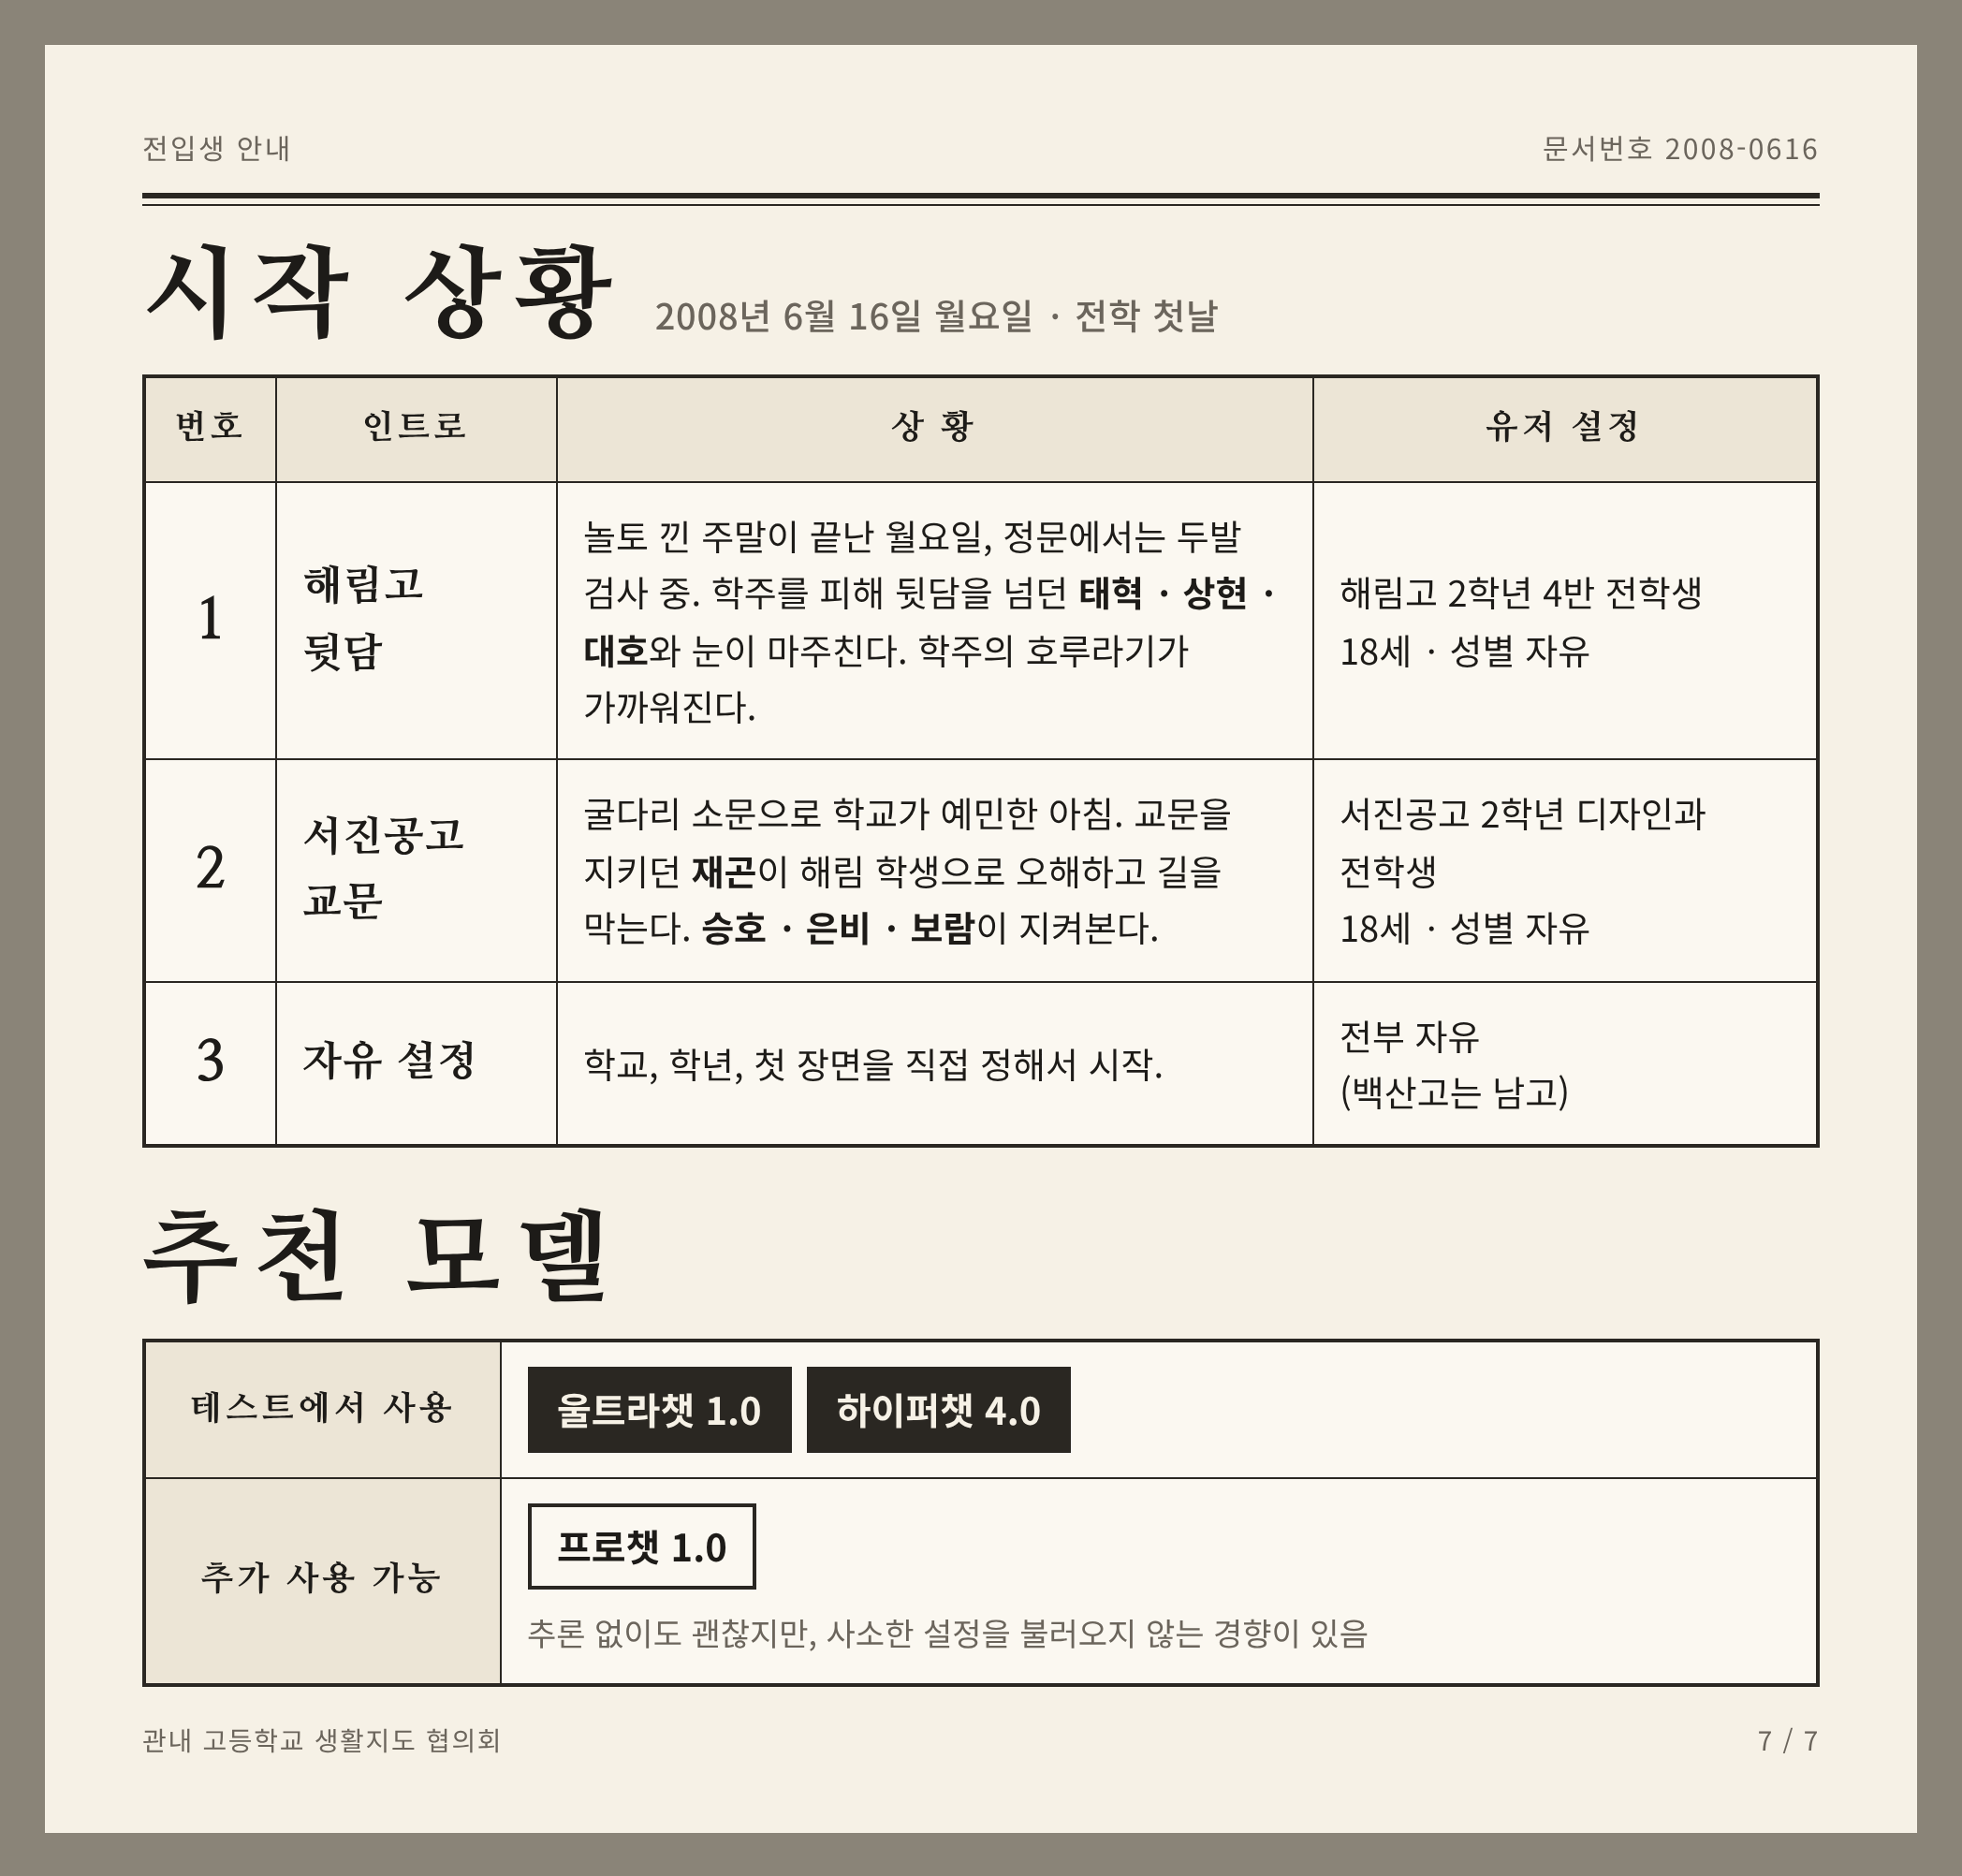 전입생 안내
문서번호 2008-0616
시작 상황
2008년 6월 16일 월요일 · 전학 첫날
번호
인트로
상 황
유저 설정
1
해림고
뒷담
놀토 낀 주말이 끝난 월요일, 정문에서는 두발
검사 중. 학주를 피해 뒷담을 넘던 태혁 · 상현 ·
대호와 눈이 마주친다. 학주의 호루라기가
가까워진다.
해림고 2학년 4반 전학생
18세 · 성별 자유
2
서진공고
교문
굴다리 소문으로 학교가 예민한 아침. 교문을
지키던 재곤이 해림 학생으로 오해하고 길을
막는다. 승호 · 은비 · 보람이 지켜본다.
서진공고 2학년 디자인과
전학생
18세 · 성별 자유
3
자유 설정
학교, 학년, 첫 장면을 직접 정해서 시작.
전부 자유
(백산고는 남고)
추천 모델
테스트에서 사용
울트라챗 1.0
하이퍼챗 4.0
추가 사용 가능
프로챗 1.0
추론 없이도 괜찮지만, 사소한 설정을 불러오지 않는 경향이 있음
관내 고등학교 생활지도 협의회
7 / 7